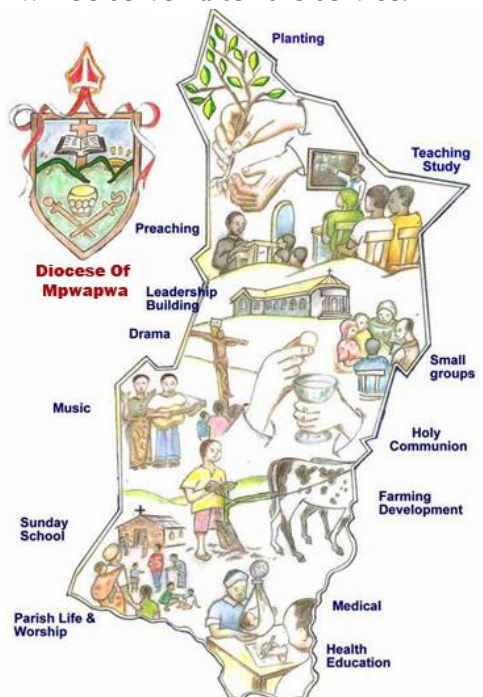 Planting
Teaching
Study
Preaching
Diocese Of
Mpwapwa
Leadership
Building
Drama
Small
groups
Music
Holy
Communion
Farming
Development
Sunday
School
Medical
Parish Life &
Worship
Health
Education